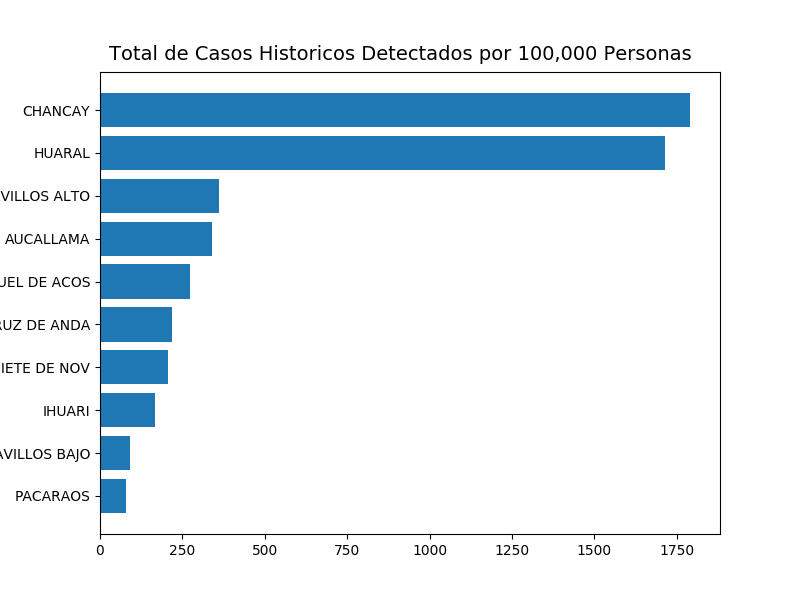 Total de Casos Historicos Detectados por 100,000 Personas
CHANCAY
HUARAL
VILLOS ALTO
AUCALLAMA
UEL DE ACOS
RUZ DE ANDA
IETE DE NOV
IHUARI
AVILLOS BAJO
PACARAOS
0 250 500 750 1000 1250 1500 1750